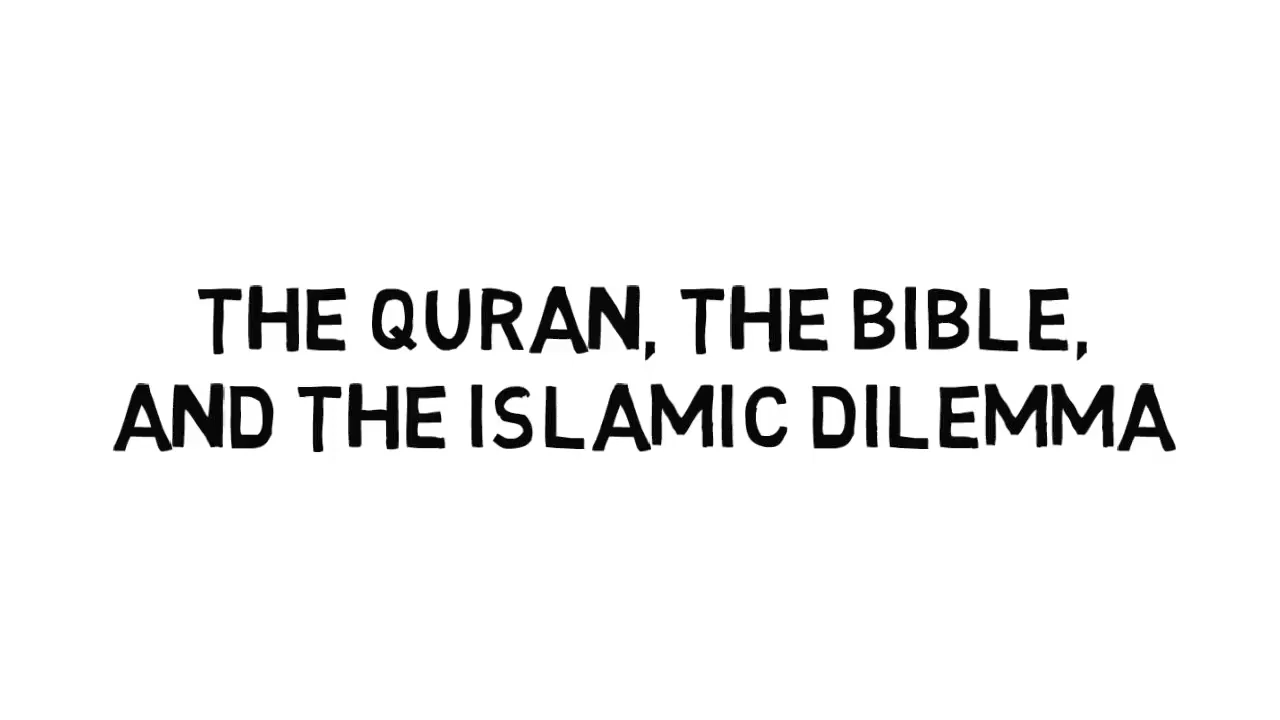 THE QURAN, THE BIBLE,
AND THE ISLAMIC DILEMMA